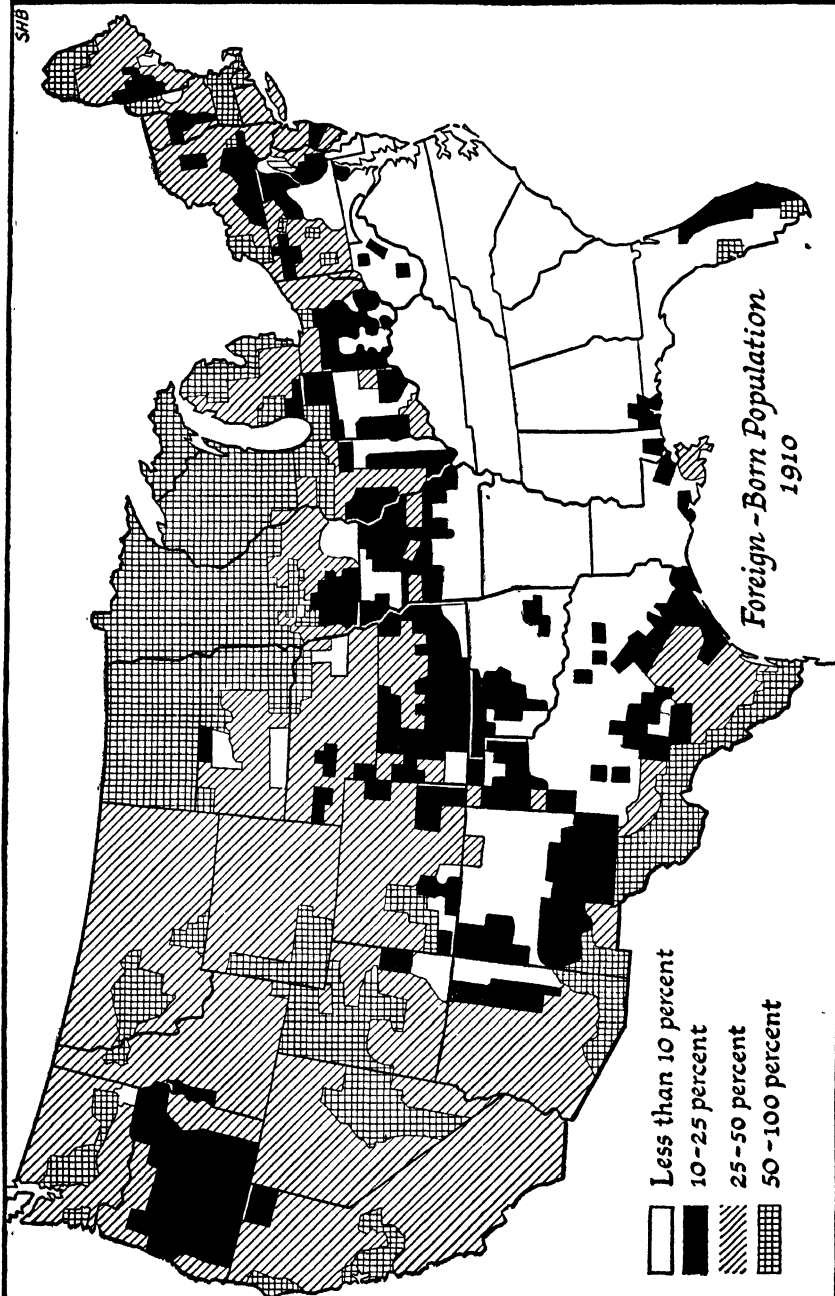 SHB
Foreign-Born Population
1910
Less than 10 percent
10-25 percent
25-50 percent
50-100 percent